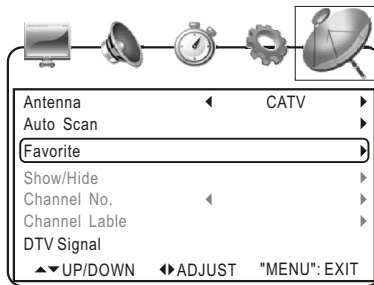 Antenna ◀ CATV ▶
Auto Scan ▶
Favorite ▶
Show/Hide ▶
Channel No. ◀ ▶
Channel Lable ▶
DTV Signal
▲▼UP/DOWN ◀▶ADJUST "MENU": EXIT